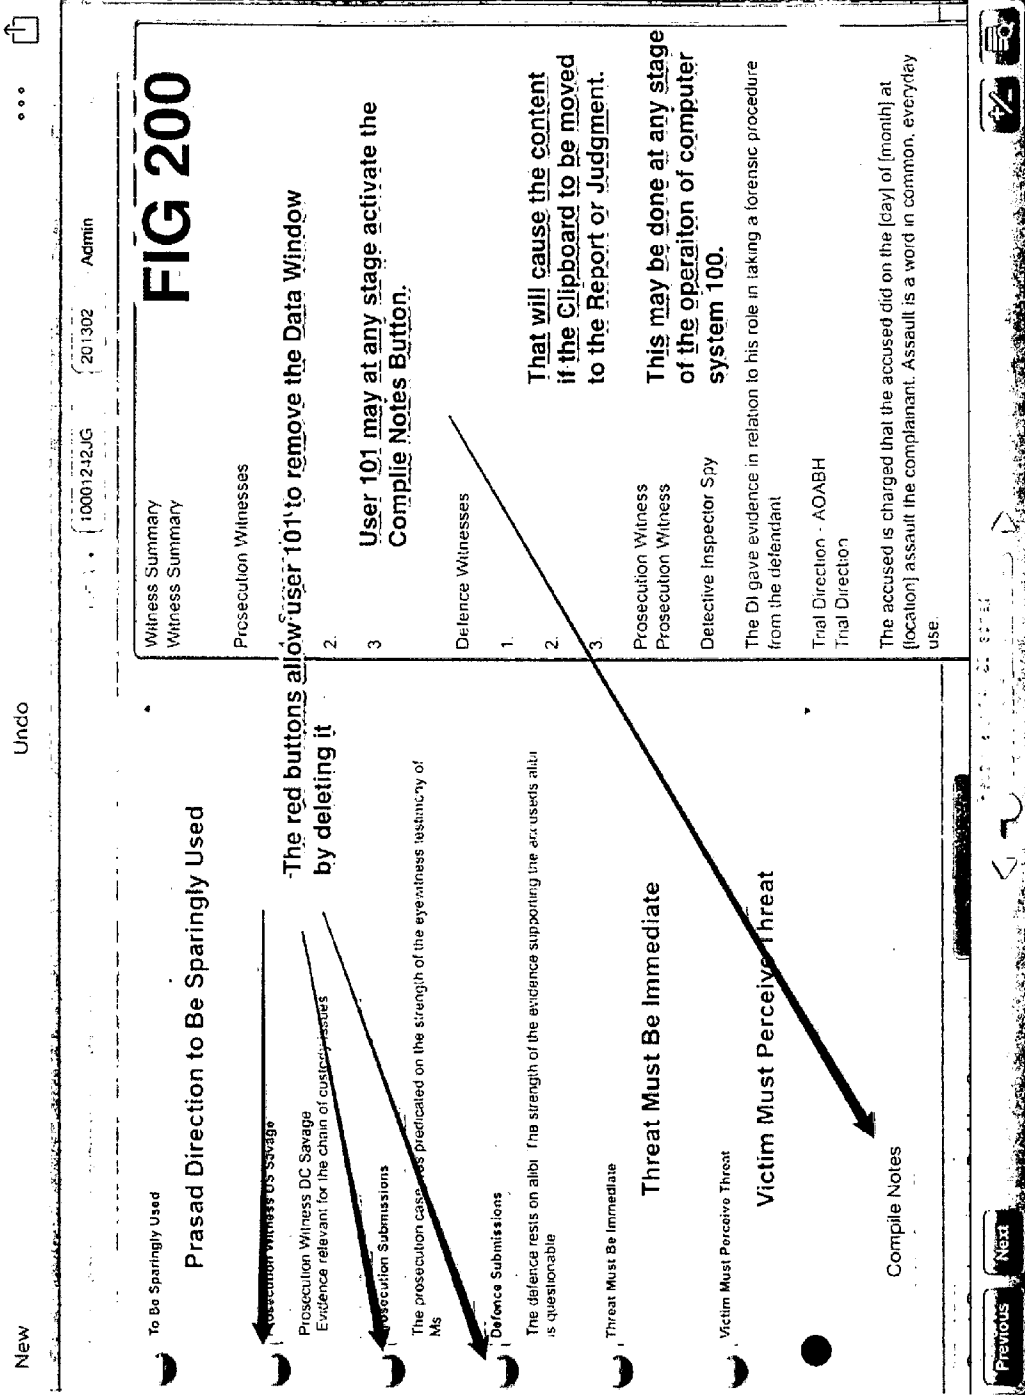 New
Undo
•••
10001242JG
201302
Admin
FIG 200
To Be Sparingly Used
Prasad Direction to Be Sparingly Used
Prosecution Witness DC Savage
Evidence relevant for the chain of custody issues
The red buttons allow user 101 to remove the Data Window
by deleting it
Prosecution Submissions
The prosecution case was predicated on the strength of the eyewitness testimony of
Ms
Defence Submissions
The defence rests on alibi The strength of the evidence supporting the accuseds alibi
is questionable
Threat Must Be Immediate
Threat Must Be Immediate
Victim Must Perceive Threat
Victim Must Perceive Threat
Compile Notes
Witness Summary
Witness Summary
Prosecution Witnesses
2.
3
User 101 may at any stage activate the
Complie Notes Button.
Defence Witnesses
1.
2.
3.
That will cause the content
if the Clipboard to be moved
to the Report or Judgment.
This may be done at any stage
of the operaiton of computer
system 100.
Prosecution Witness
Prosecution Witness
Detective Inspector Spy
The DI gave evidence in relation to his role in taking a forensic procedure
from the defendant
Trial Direction - AOABH
Trial Direction
The accused is charged that the accused did on the [day] of [month] at
[location] assault the complainant. Assault is a word in common, everyday
use.
Previous
Next
+/-